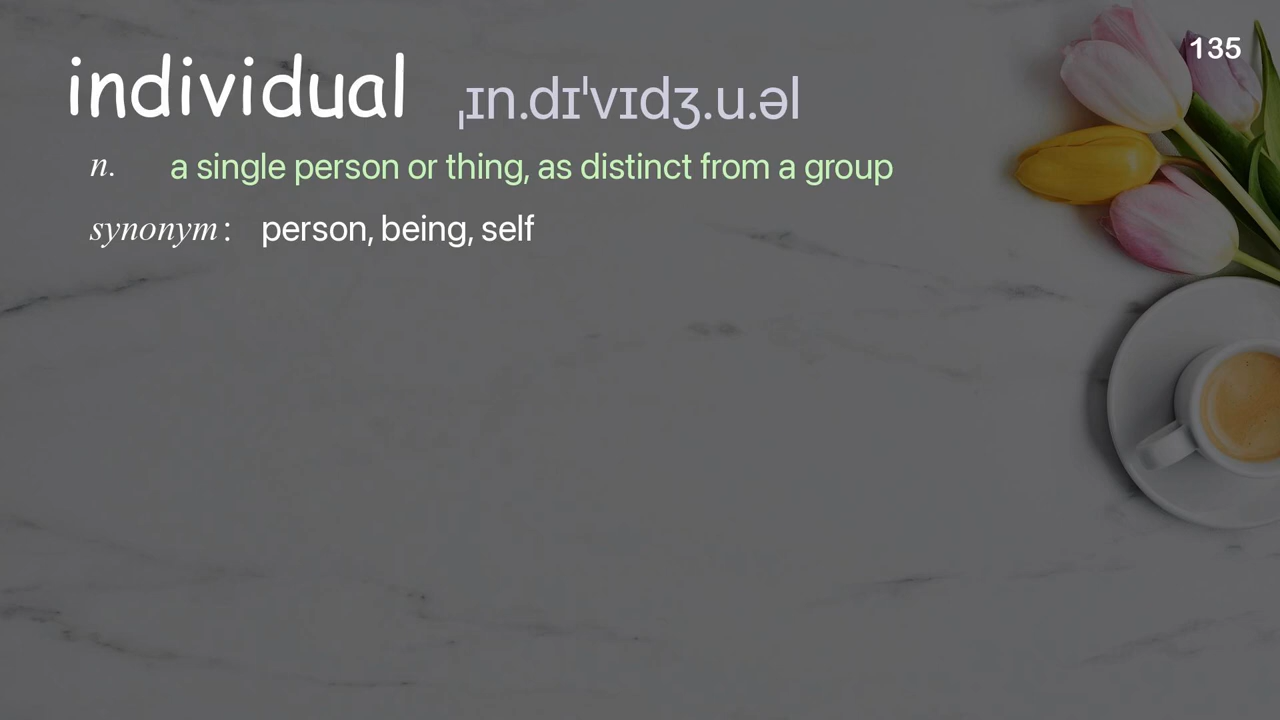 135
individual ˌɪn.dɪˈvɪdʒ.u.əl
n. a single person or thing, as distinct from a group
synonym: person, being, self